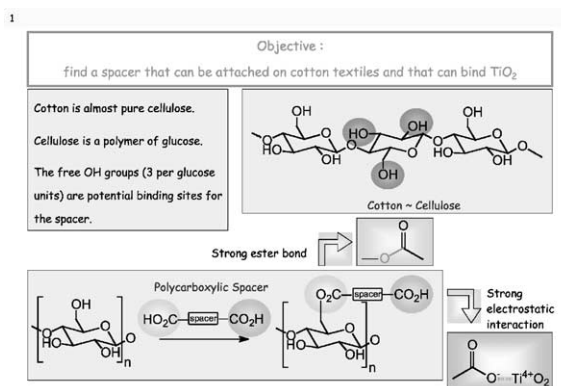 1
Objective :
find a spacer that can be attached on cotton textiles and that can bind TiO2
Cotton is almost pure cellulose.
Cellulose is a polymer of glucose.
The free OH groups (3 per glucose
units) are potential binding sites for
the spacer.
OH
HO
OH
OH
O
O
HO
O
O
O
HO
O
O
OH
O
HO
OH
OH
Cotton ~ Cellulose
Strong ester bond
O
O
Polycarboxylic Spacer
OH
O
O
HO
O
OH
n
HO2C
spacer
CO2H
O2C
spacer
CO2H
O
O
HO
O
OH
n
Strong
electrostatic
interaction
O
O- Ti4+O2